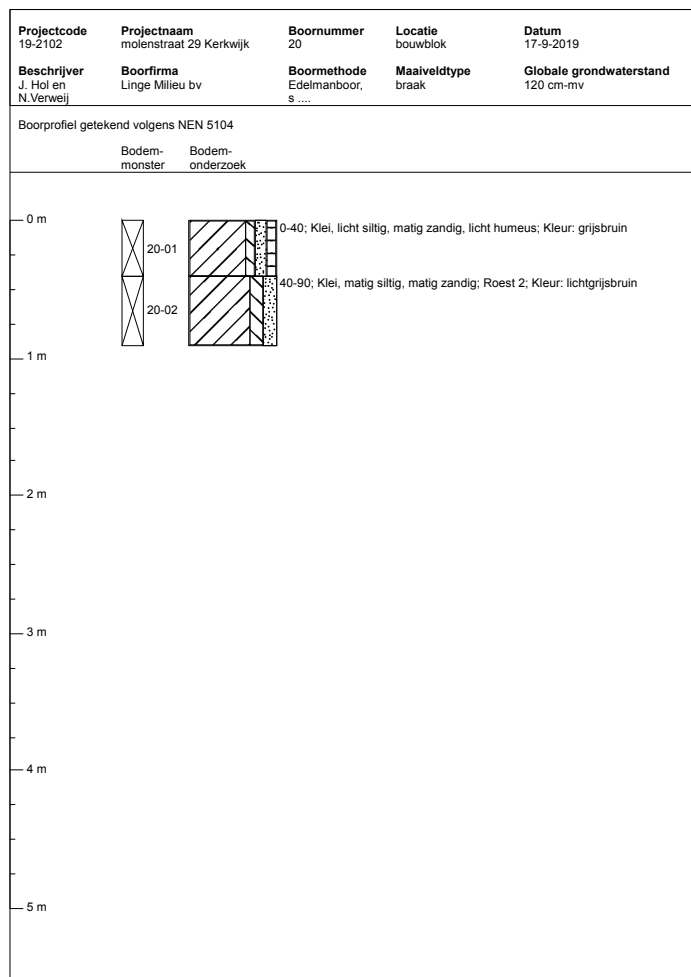 Projectcode Projectnaam Boornummer Locatie Datum
19-2102 molenstraat 29 Kerkwijk 20 bouwblok 17-9-2019
Beschrijver Boorfirma Boormethode Maaiveldtype Globale grondwaterstand
J. Hol en Linge Milieu bv Edelmanboor, braak 120 cm-mv
N.Verweij s ....
Boorprofiel getekend volgens NEN 5104
Bodem- Bodem-
monster onderzoek
0 m
0-40; Klei, licht siltig, matig zandig, licht humeus; Kleur: grijsbruin
20-01
40-90; Klei, matig siltig, matig zandig; Roest 2; Kleur: lichtgrijsbruin
20-02
1 m
2 m
3 m
4 m
5 m